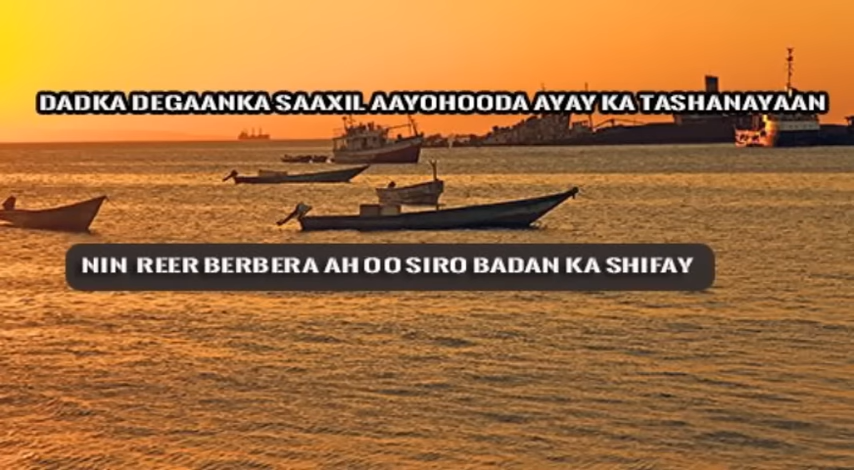 DADKA DEGAANKA SAAXIL AAYOHOODA AYAY KA TASHANAYAAN
NIN REER BERBERA AH OO SIRO BADAN KA SHIFAY